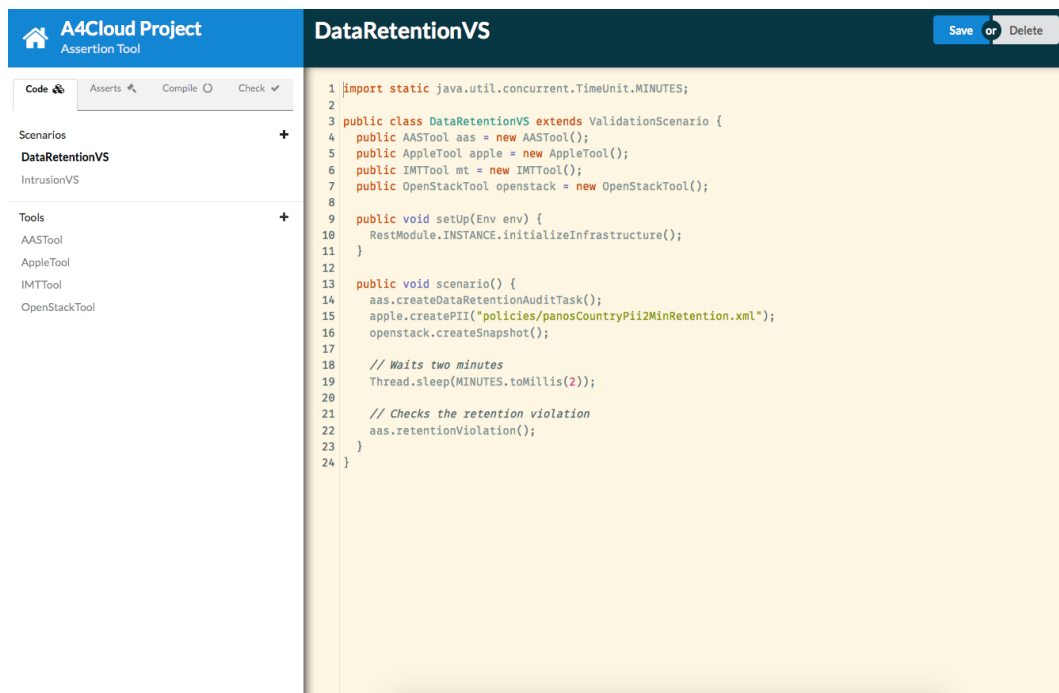 A4Cloud Project
Assertion Tool
DataRetentionVS
Save or Delete
Code Asserts Compile Check
Scenarios +
DataRetentionVS
IntrusionVS
Tools +
AASTool
AppleTool
IMTTool
OpenStackTool
1 import static java.util.concurrent.TimeUnit.MINUTES;
2
3 public class DataRetentionVS extends ValidationScenario {
4 public AASTool aas = new AASTool();
5 public AppleTool apple = new AppleTool();
6 public IMTTool mt = new IMTTool();
7 public OpenStackTool openstack = new OpenStackTool();
8
9 public void setUp(Env env) {
10 RestModule.INSTANCE.initializeInfrastructure();
11 }
12
13 public void scenario() {
14 aas.createDataRetentionAuditTask();
15 apple.createPII("policies/panosCountryPii2MinRetention.xml");
16 openstack.createSnapshot();
17
18 // Waits two minutes
19 Thread.sleep(MINUTES.toMillis(2));
20
21 // Checks the retention violation
22 aas.retentionViolation();
23 }
24 }